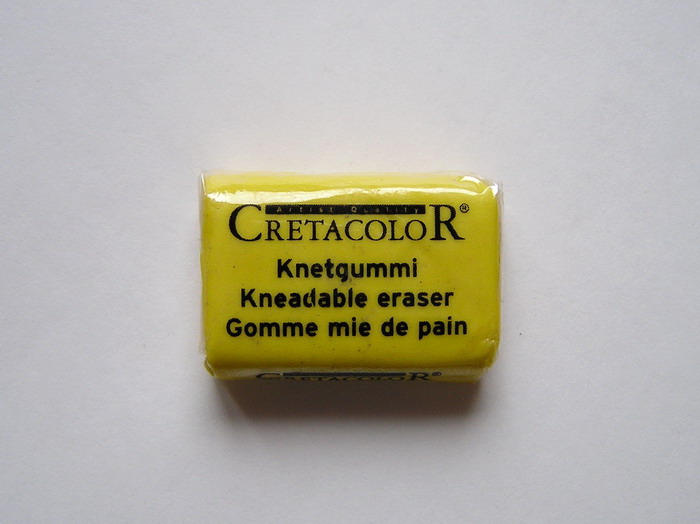 Artist Quality
CRETACOLOR®
Knetgummi
Kneadable eraser
Gomme mie de pain
CRETACOLOR®